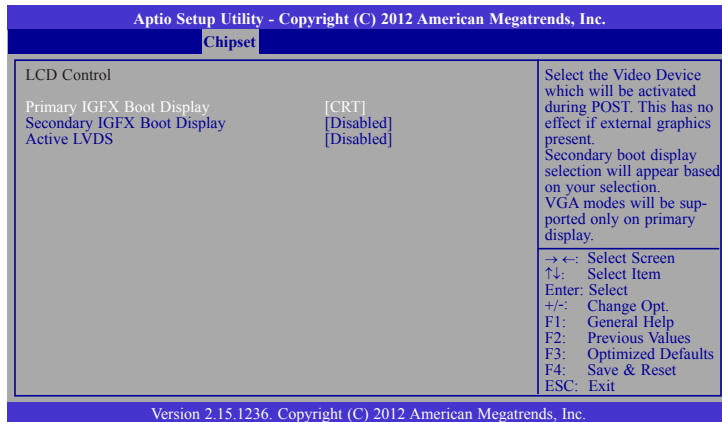 Aptio Setup Utility - Copyright (C) 2012 American Megatrends, Inc.
Chipset
LCD Control
Primary IGFX Boot Display [CRT]
Secondary IGFX Boot Display [Disabled]
Active LVDS [Disabled]
Select the Video Device
which will be activated
during POST. This has no
effect if external graphics
present.
Secondary boot display
selection will appear based
on your selection.
VGA modes will be sup-
ported only on primary
display.
→ ←: Select Screen
↑↓: Select Item
Enter: Select
+/-: Change Opt.
F1: General Help
F2: Previous Values
F3: Optimized Defaults
F4: Save & Reset
ESC: Exit
Version 2.15.1236. Copyright (C) 2012 American Megatrends, Inc.